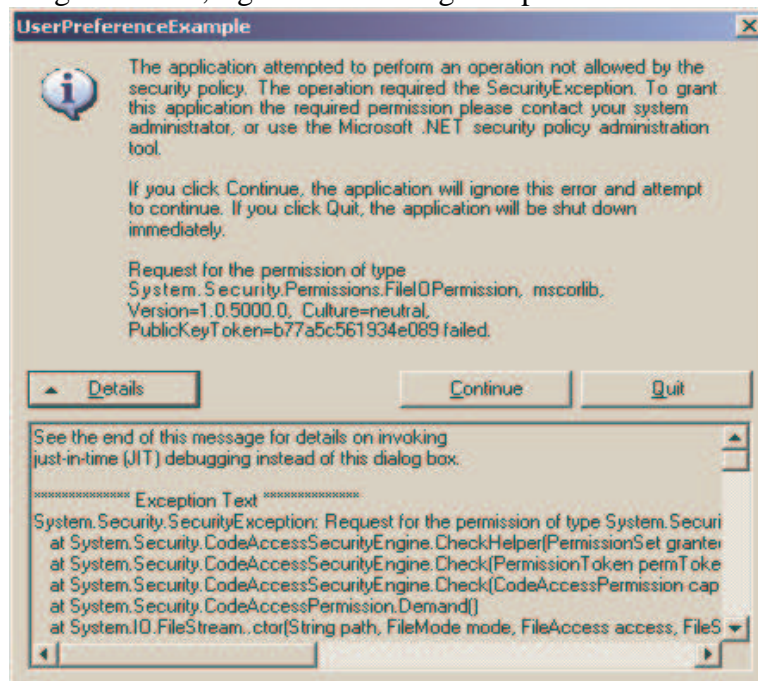 UserPreferenceExample
The application attempted to perform an operation not allowed by the
security policy. The operation required the SecurityException. To grant
this application the required permission please contact your system
administrator, or use the Microsoft .NET security policy administration
tool.
If you click Continue, the application will ignore this error and attempt
to continue. If you click Quit, the application will be shut down
immediately.
Request for the permission of type
System.Security.Permissions.FileIOPermission, mscorlib,
Version=1.0.5000.0, Culture=neutral,
PublicKeyToken=b77a5c561934e089 failed.
Details
Continue
Quit
See the end of this message for details on invoking
just-in-time (JIT) debugging instead of this dialog box.
************** Exception Text **************
System.Security.SecurityException: Request for the permission of type System.Securi
at System.Security.CodeAccessSecurityEngine.CheckHelper(PermissionSet grante
at System.Security.CodeAccessSecurityEngine.Check(PermissionToken permToke
at System.Security.CodeAccessSecurityEngine.Check(CodeAccessPermission cap
at System.Security.CodeAccessPermission.Demand()
at System.IO.FileStream..ctor(String path, FileMode mode, FileAccess access, FileS